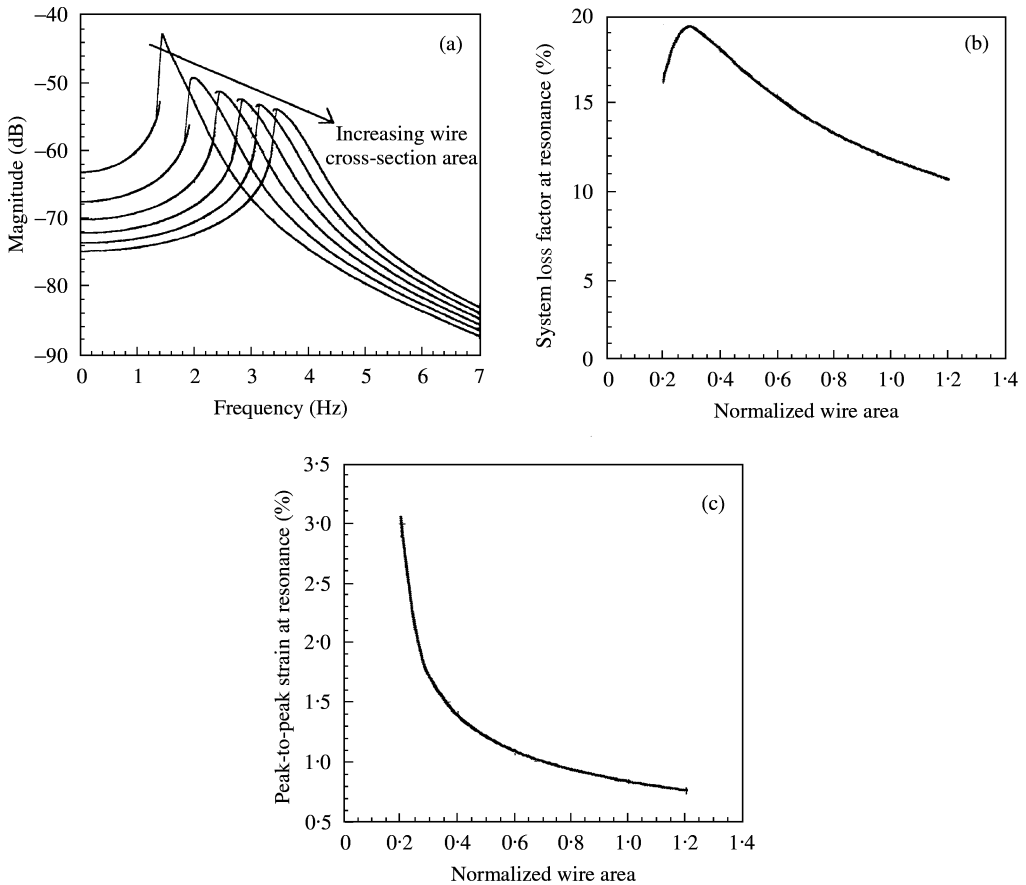 –40
–50
–60
–70
–80
–90
Magnitude (dB)
(a)
Increasing wire
cross-section area
0 1 2 3 4 5 6 7
Frequency (Hz)
20
15
10
5
0
System loss factor at resonance (%)
(b)
0 0·2 0·4 0·6 0·8 1·0 1·2 1·4
Normalized wire area
3·5
3·0
2·5
2·0
1·5
1·0
0·5
Peak-to-peak strain at resonance (%)
(c)
0 0·2 0·4 0·6 0·8 1·0 1·2 1·4
Normalized wire area